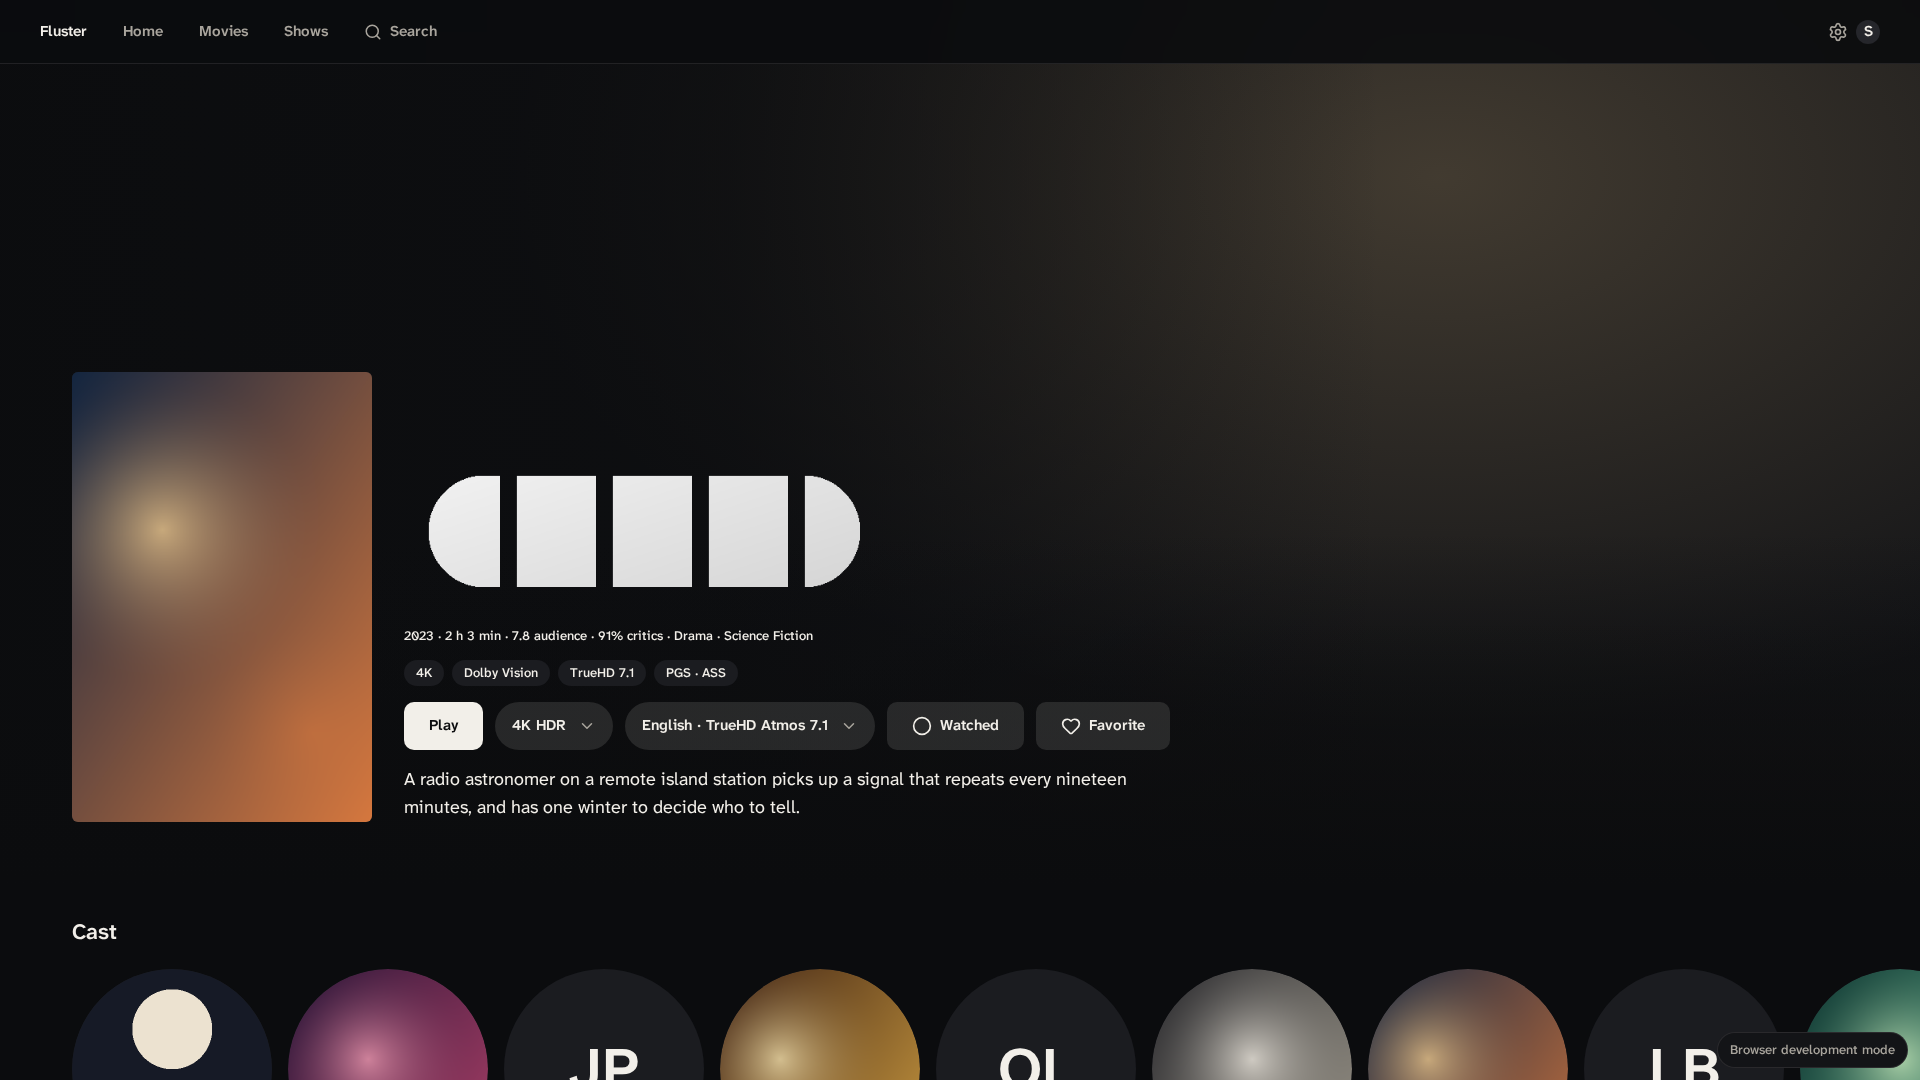 Fluster Home Movies Shows Search S
2023 · 2 h 3 min · 7.8 audience · 91% critics · Drama · Science Fiction
4K Dolby Vision TrueHD 7.1 PGS · ASS
Play 4K HDR English · TrueHD Atmos 7.1 Watched Favorite
A radio astronomer on a remote island station picks up a signal that repeats every nineteen
minutes, and has one winter to decide who to tell.
Cast
JP
LB
Browser development mode